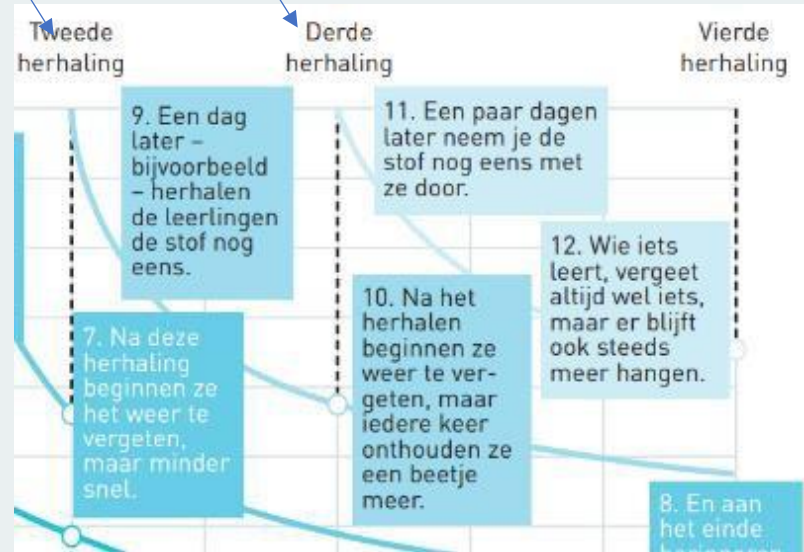 Tweede
herhaling
Derde
herhaling
Vierde
herhaling
9. Een dag
later –
bijvoorbeeld
– herhalen
de leerlingen
de stof nog
eens.
11. Een paar dagen
later neem je de
stof nog eens met
ze door.
12. Wie iets
leert, vergeet
altijd wel iets,
maar er blijft
ook steeds
meer hangen.
10. Na het
herhalen
beginnen ze
weer te ver-
geten, maar
iedere keer
onthouden ze
een beetje
meer.
7. Na deze
herhaling
beginnen ze
het weer te
vergeten,
maar minder
snel.
8. En aan
het einde